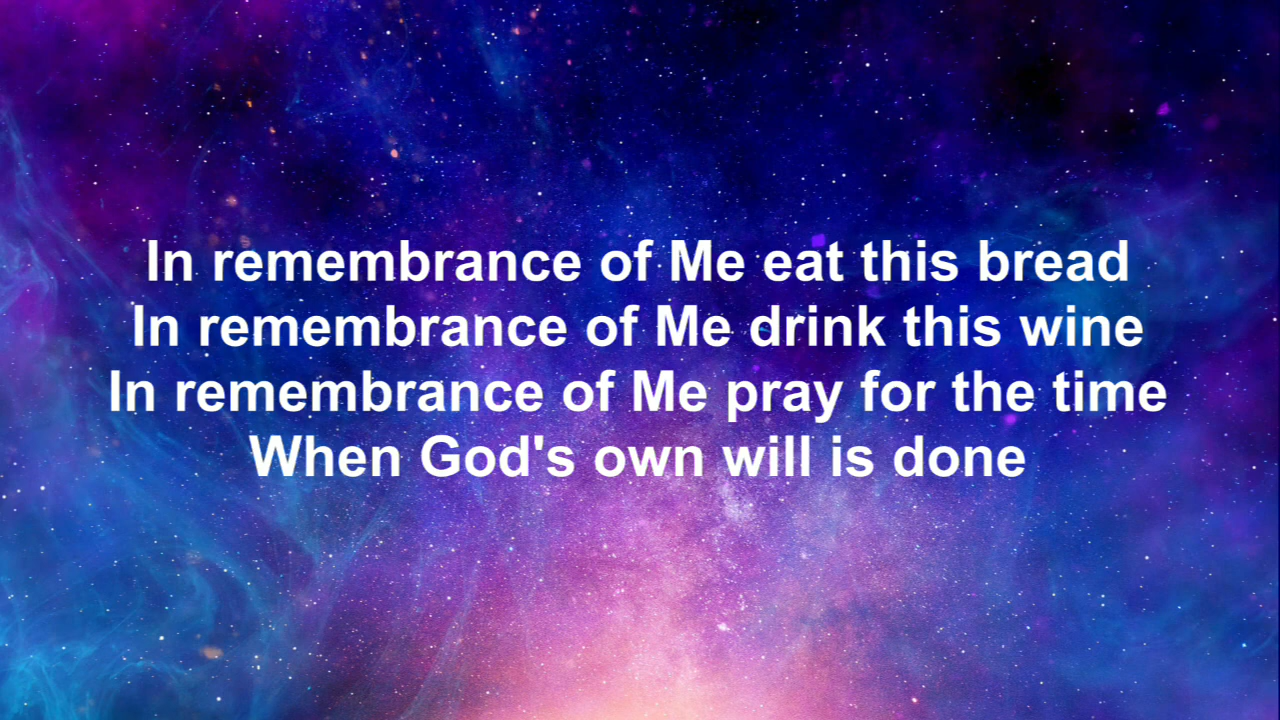 In remembrance of Me eat this bread
In remembrance of Me drink this wine
In remembrance of Me pray for the time
When God's own will is done